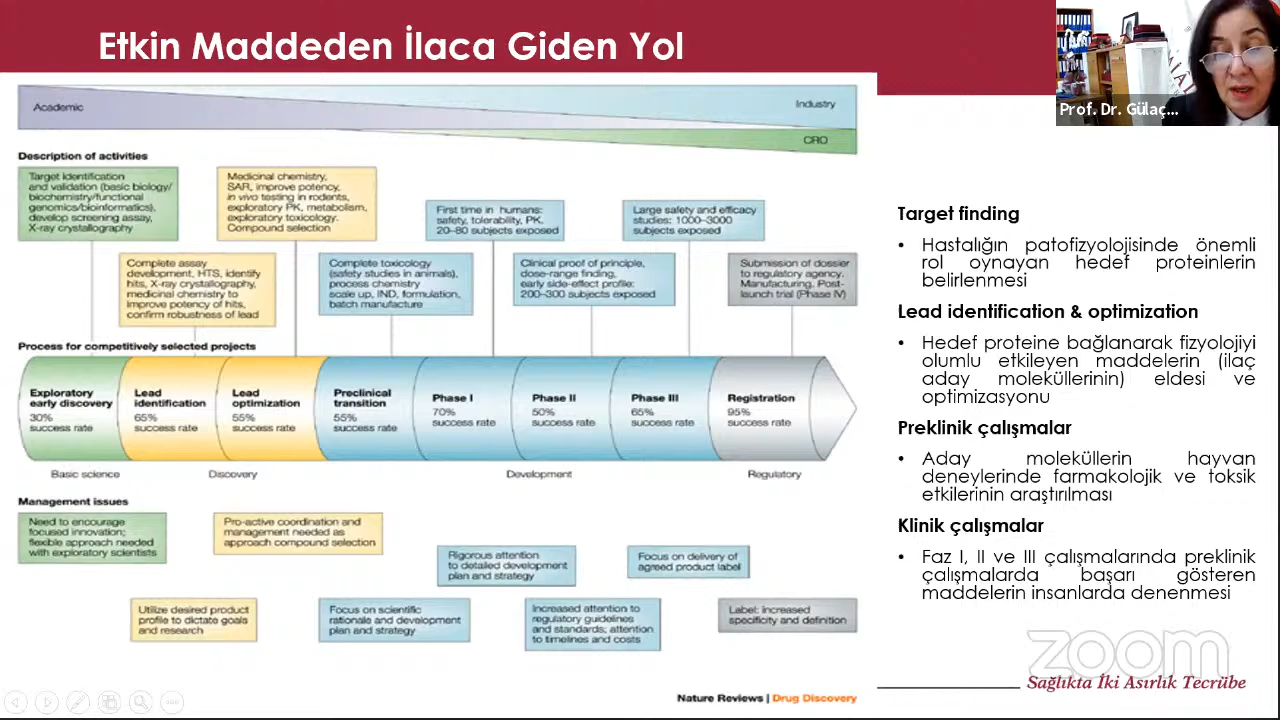 Etkin Maddeden İlaca Giden Yol
Prof. Dr. Gülaç...
Academic
Industry
CRO
Description of activities
Target identification
and validation (basic biology/
biochemistry/functional
genomics/bioinformatics),
develop screening assay,
X-ray crystallography
Medicinal chemistry,
SAR, improve potency,
in vivo testing in rodents,
exploratory PK, metabolism,
exploratory toxicology.
Compound selection
First time in humans:
safety, tolerability, PK.
20–80 subjects exposed
Large safety and efficacy
studies: 1000–3000
subjects exposed
Complete assay
development, HTS, identify
hits, X-ray crystallography,
medicinal chemistry to
improve potency of hits,
confirm robustness of lead
Complete toxicology
(safety studies in animals),
process chemistry
scale up, IND, formulation,
batch manufacture
Clinical proof of principle,
dose-range finding,
early side-effect profile:
200–300 subjects exposed
Submission of dossier
to regulatory agency.
Manufacturing. Post-
launch trial (Phase IV)
Process for competitively selected projects
Exploratory
early discovery
30%
success rate
Lead
identification
65%
success rate
Lead
optimization
55%
success rate
Preclinical
transition
55%
success rate
Phase I
70%
success rate
Phase II
50%
success rate
Phase III
65%
success rate
Registration
95%
success rate
Basic science
Discovery
Development
Regulatory
Management issues
Need to encourage
focused innovation;
flexible approach needed
with exploratory scientists
Pro-active coordination and
management needed as
approach compound selection
Rigorous attention
to detailed development
plan and strategy
Focus on delivery of
agreed product label
Utilize desired product
profile to dictate goals
and research
Focus on scientific
rationale and development
plan and strategy
Increased attention to
regulatory guidelines
and standards; attention
to timelines and costs
Label: increased
specificity and definition
Nature Reviews | Drug Discovery
Target finding
• Hastalığın patofizyolojisinde önemli
rol oynayan hedef proteinlerin
belirlenmesi
Lead identification & optimization
• Hedef proteine bağlanarak fizyolojiyi
olumlu etkileyen maddelerin (ilaç
aday moleküllerinin) eldesi ve
optimizasyonu
Preklinik çalışmalar
• Aday moleküllerin hayvan
deneylerinde farmakolojik ve toksik
etkilerinin araştırılması
Klinik çalışmalar
• Faz I, II ve III çalışmalarında preklinik
çalışmalarda başarı gösteren
maddelerin insanlarda denenmesi
zoom
Sağlıkta İki Asırlık Tecrübe